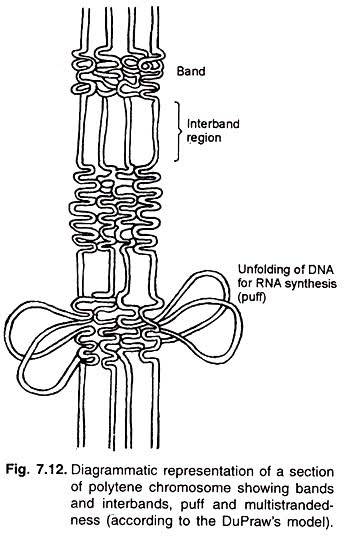 Band
Interband
region
Unfolding of DNA
for RNA synthesis
(puff)
Fig. 7.12. Diagrammatic representation of a section
of polytene chromosome showing bands
and interbands, puff and multistranded-
ness (according to the DuPraw's model).